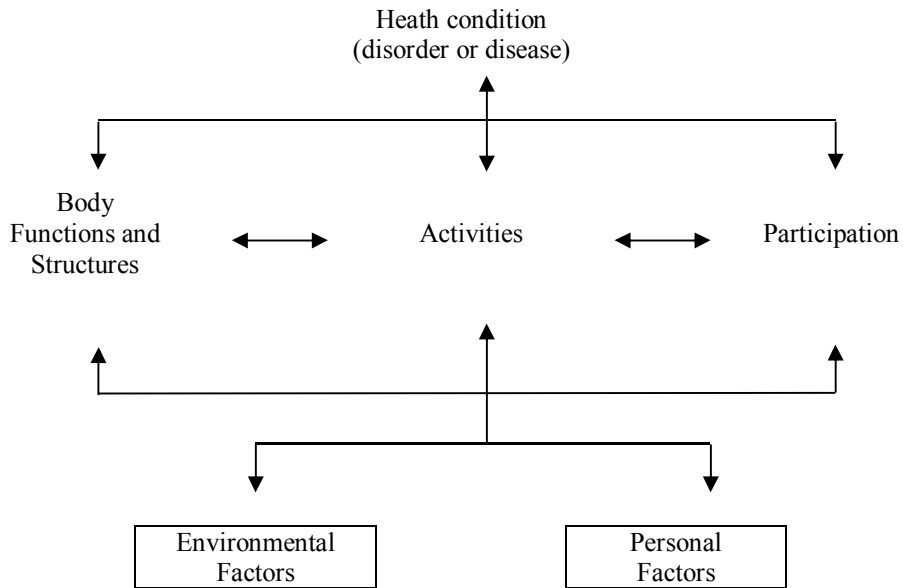 Heath condition
(disorder or disease)
Body
Functions and
Structures
Activities
Participation
Environmental
Factors
Personal
Factors